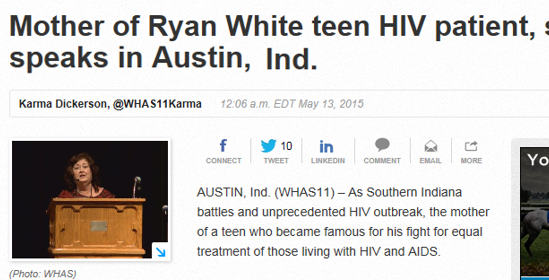 Mother of Ryan White teen HIV patient,
speaks in Austin, Ind.
Karma Dickerson, @WHAS11Karma 12:06 a.m. EDT May 13, 2015
CONNECT
10
TWEET
LINKEDIN
COMMENT
EMAIL
MORE
Yo
AUSTIN, Ind. (WHAS11) – As Southern Indiana
battles and unprecedented HIV outbreak, the mother
of a teen who became famous for his fight for equal
treatment of those living with HIV and AIDS.
(Photo: WHAS)